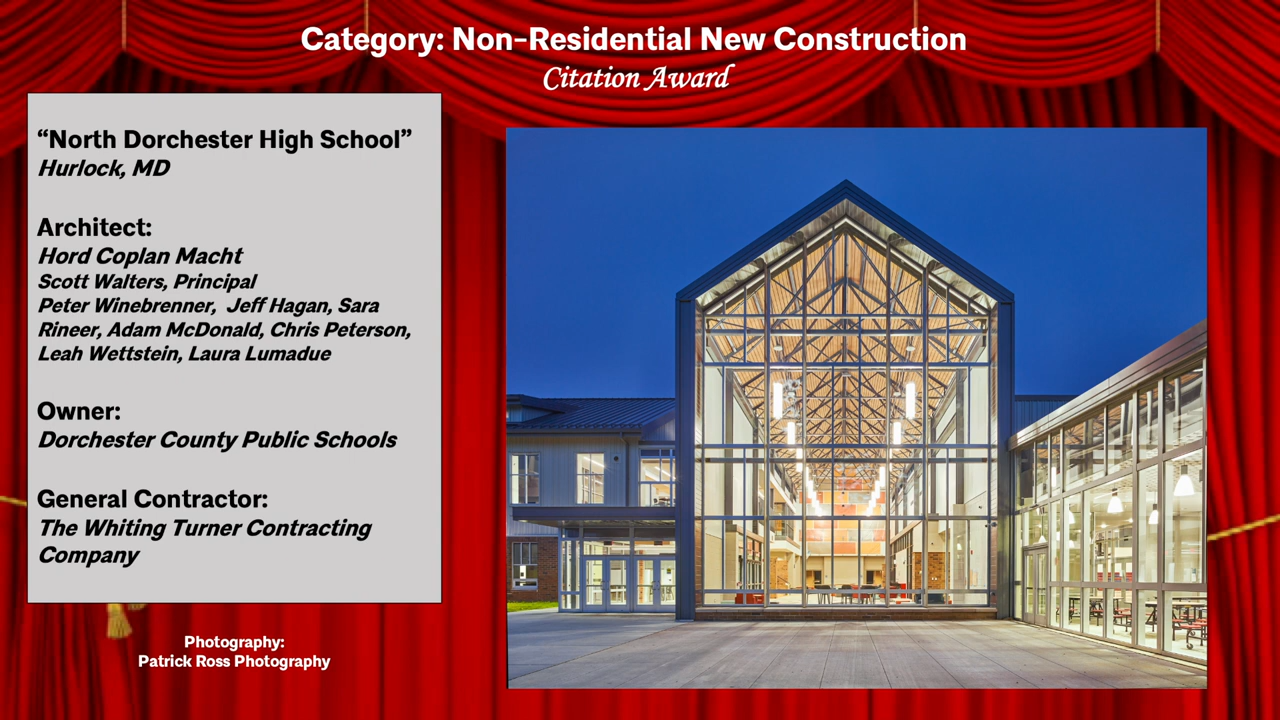 Category: Non-Residential New Construction
Citation Award
“North Dorchester High School”
Hurlock, MD
Architect:
Hord Coplan Macht
Scott Walters, Principal
Peter Winebrenner, Jeff Hagan, Sara
Rineer, Adam McDonald, Chris Peterson,
Leah Wettstein, Laura Lumadue
Owner:
Dorchester County Public Schools
General Contractor:
The Whiting Turner Contracting
Company
Photography:
Patrick Ross Photography